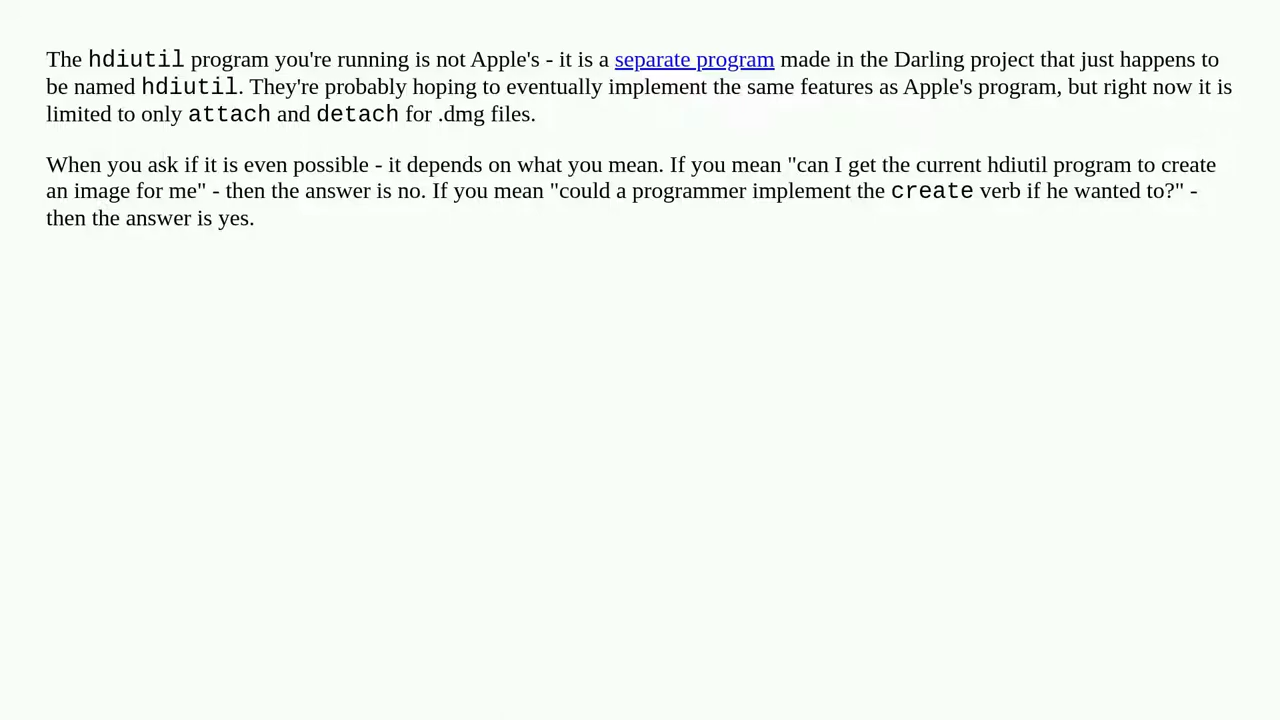 The hdiutil program you're running is not Apple's - it is a separate program made in the Darling project that just happens to
be named hdiutil. They're probably hoping to eventually implement the same features as Apple's program, but right now it is
limited to only attach and detach for .dmg files.
When you ask if it is even possible - it depends on what you mean. If you mean "can I get the current hdiutil program to create
an image for me" - then the answer is no. If you mean "could a programmer implement the create verb if he wanted to?" -
then the answer is yes.